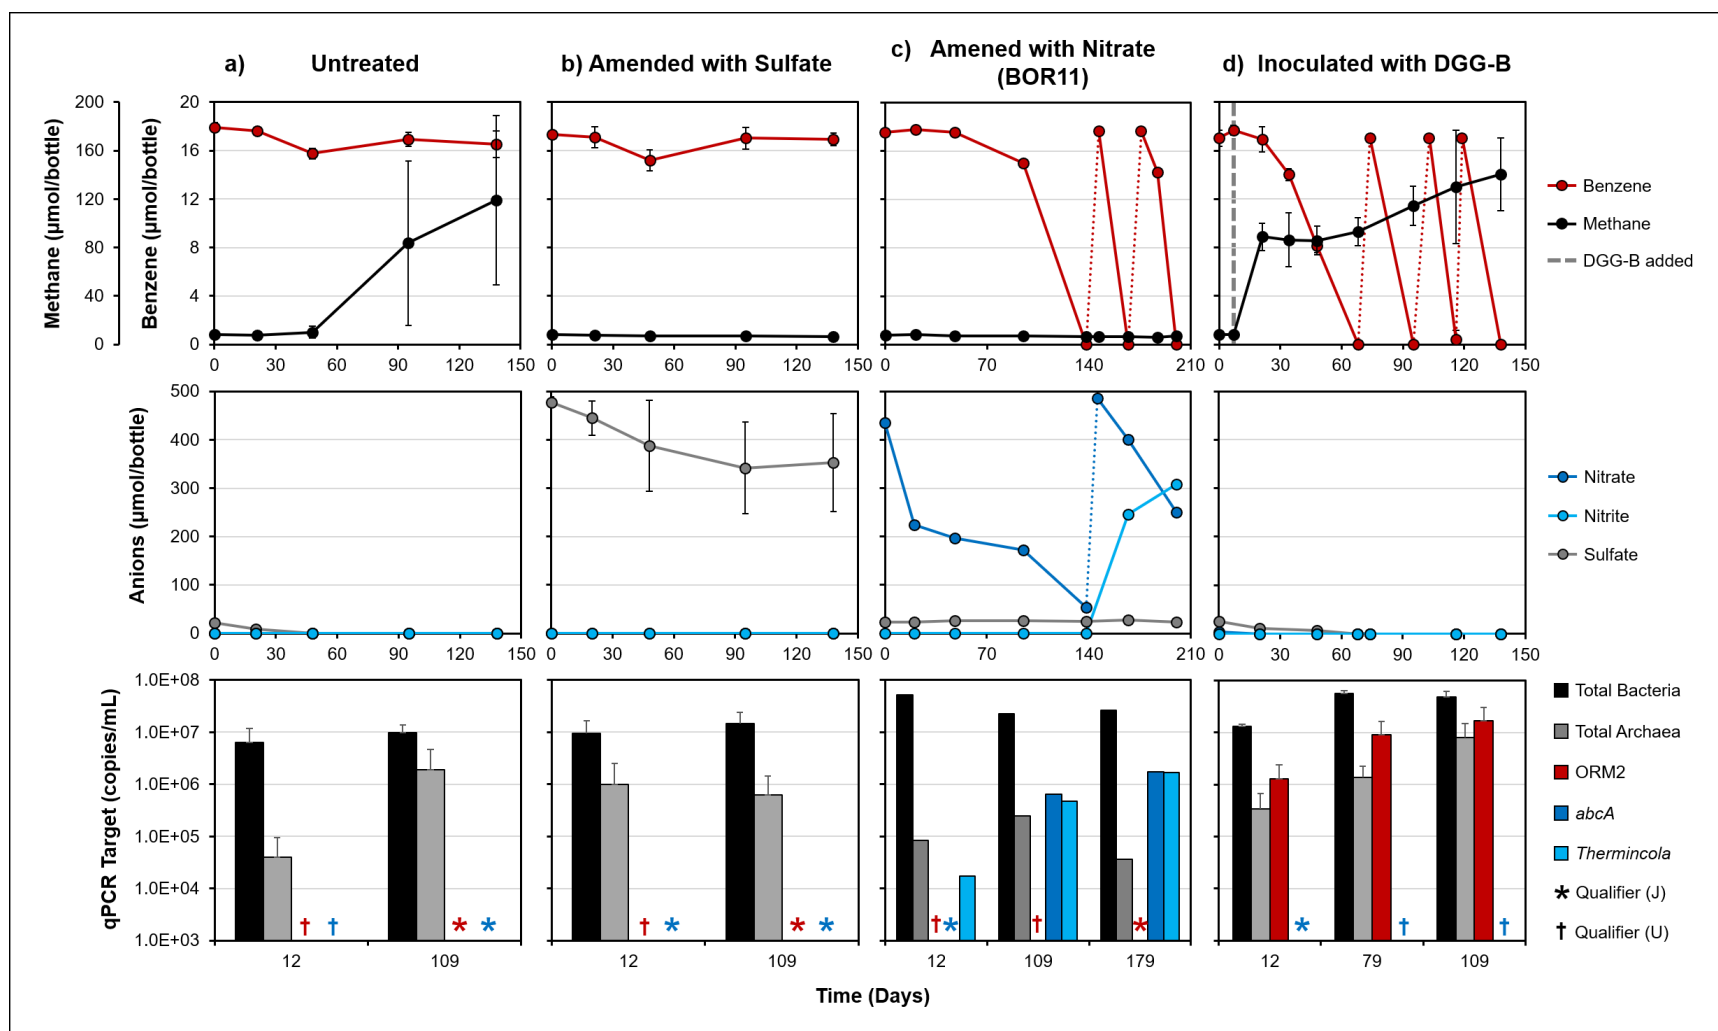 a) Untreated
b) Amended with Sulfate
c) Amened with Nitrate
(BOR11)
d) Inoculated with DGG-B
Methane (µmol/bottle)
200
160
120
80
40
0
Benzene (µmol/bottle)
20
16
12
8
4
0
0 30 60 90 120 150
0 30 60 90 120 150
0 70 140 210
0 30 60 90 120 150
Benzene
Methane
DGG-B added
Anions (µmol/bottle)
500
400
300
200
100
0
0 30 60 90 120 150
0 30 60 90 120 150
0 70 140 210
0 30 60 90 120 150
Nitrate
Nitrite
Sulfate
qPCR Target (copies/mL)
1.0E+08
1.0E+07
1.0E+06
1.0E+05
1.0E+04
1.0E+03
† † * *
† * * *
† * † *
* † †
12 109
12 109
12 109 179
12 79 109
Total Bacteria
Total Archaea
ORM2
abcA
Thermincola
* Qualifier (J)
† Qualifier (U)
Time (Days)